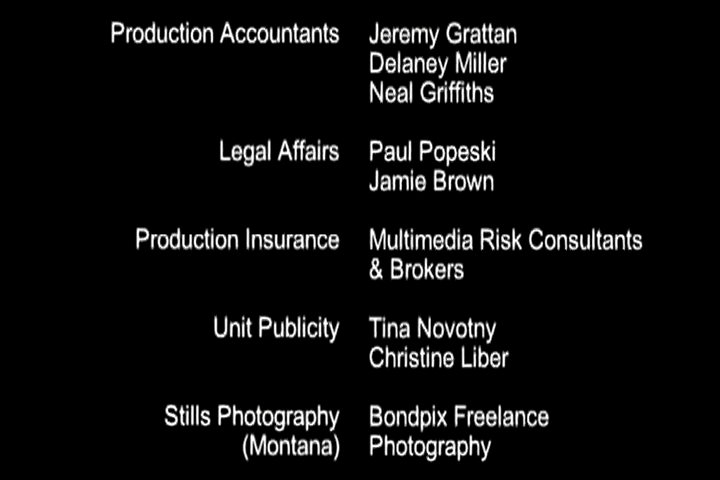 Production Accountants Jeremy Grattan
Delaney Miller
Neal Griffiths
Legal Affairs Paul Popeski
Jamie Brown
Production Insurance Multimedia Risk Consultants
& Brokers
Unit Publicity Tina Novotny
Christine Liber
Stills Photography Bondpix Freelance
(Montana) Photography